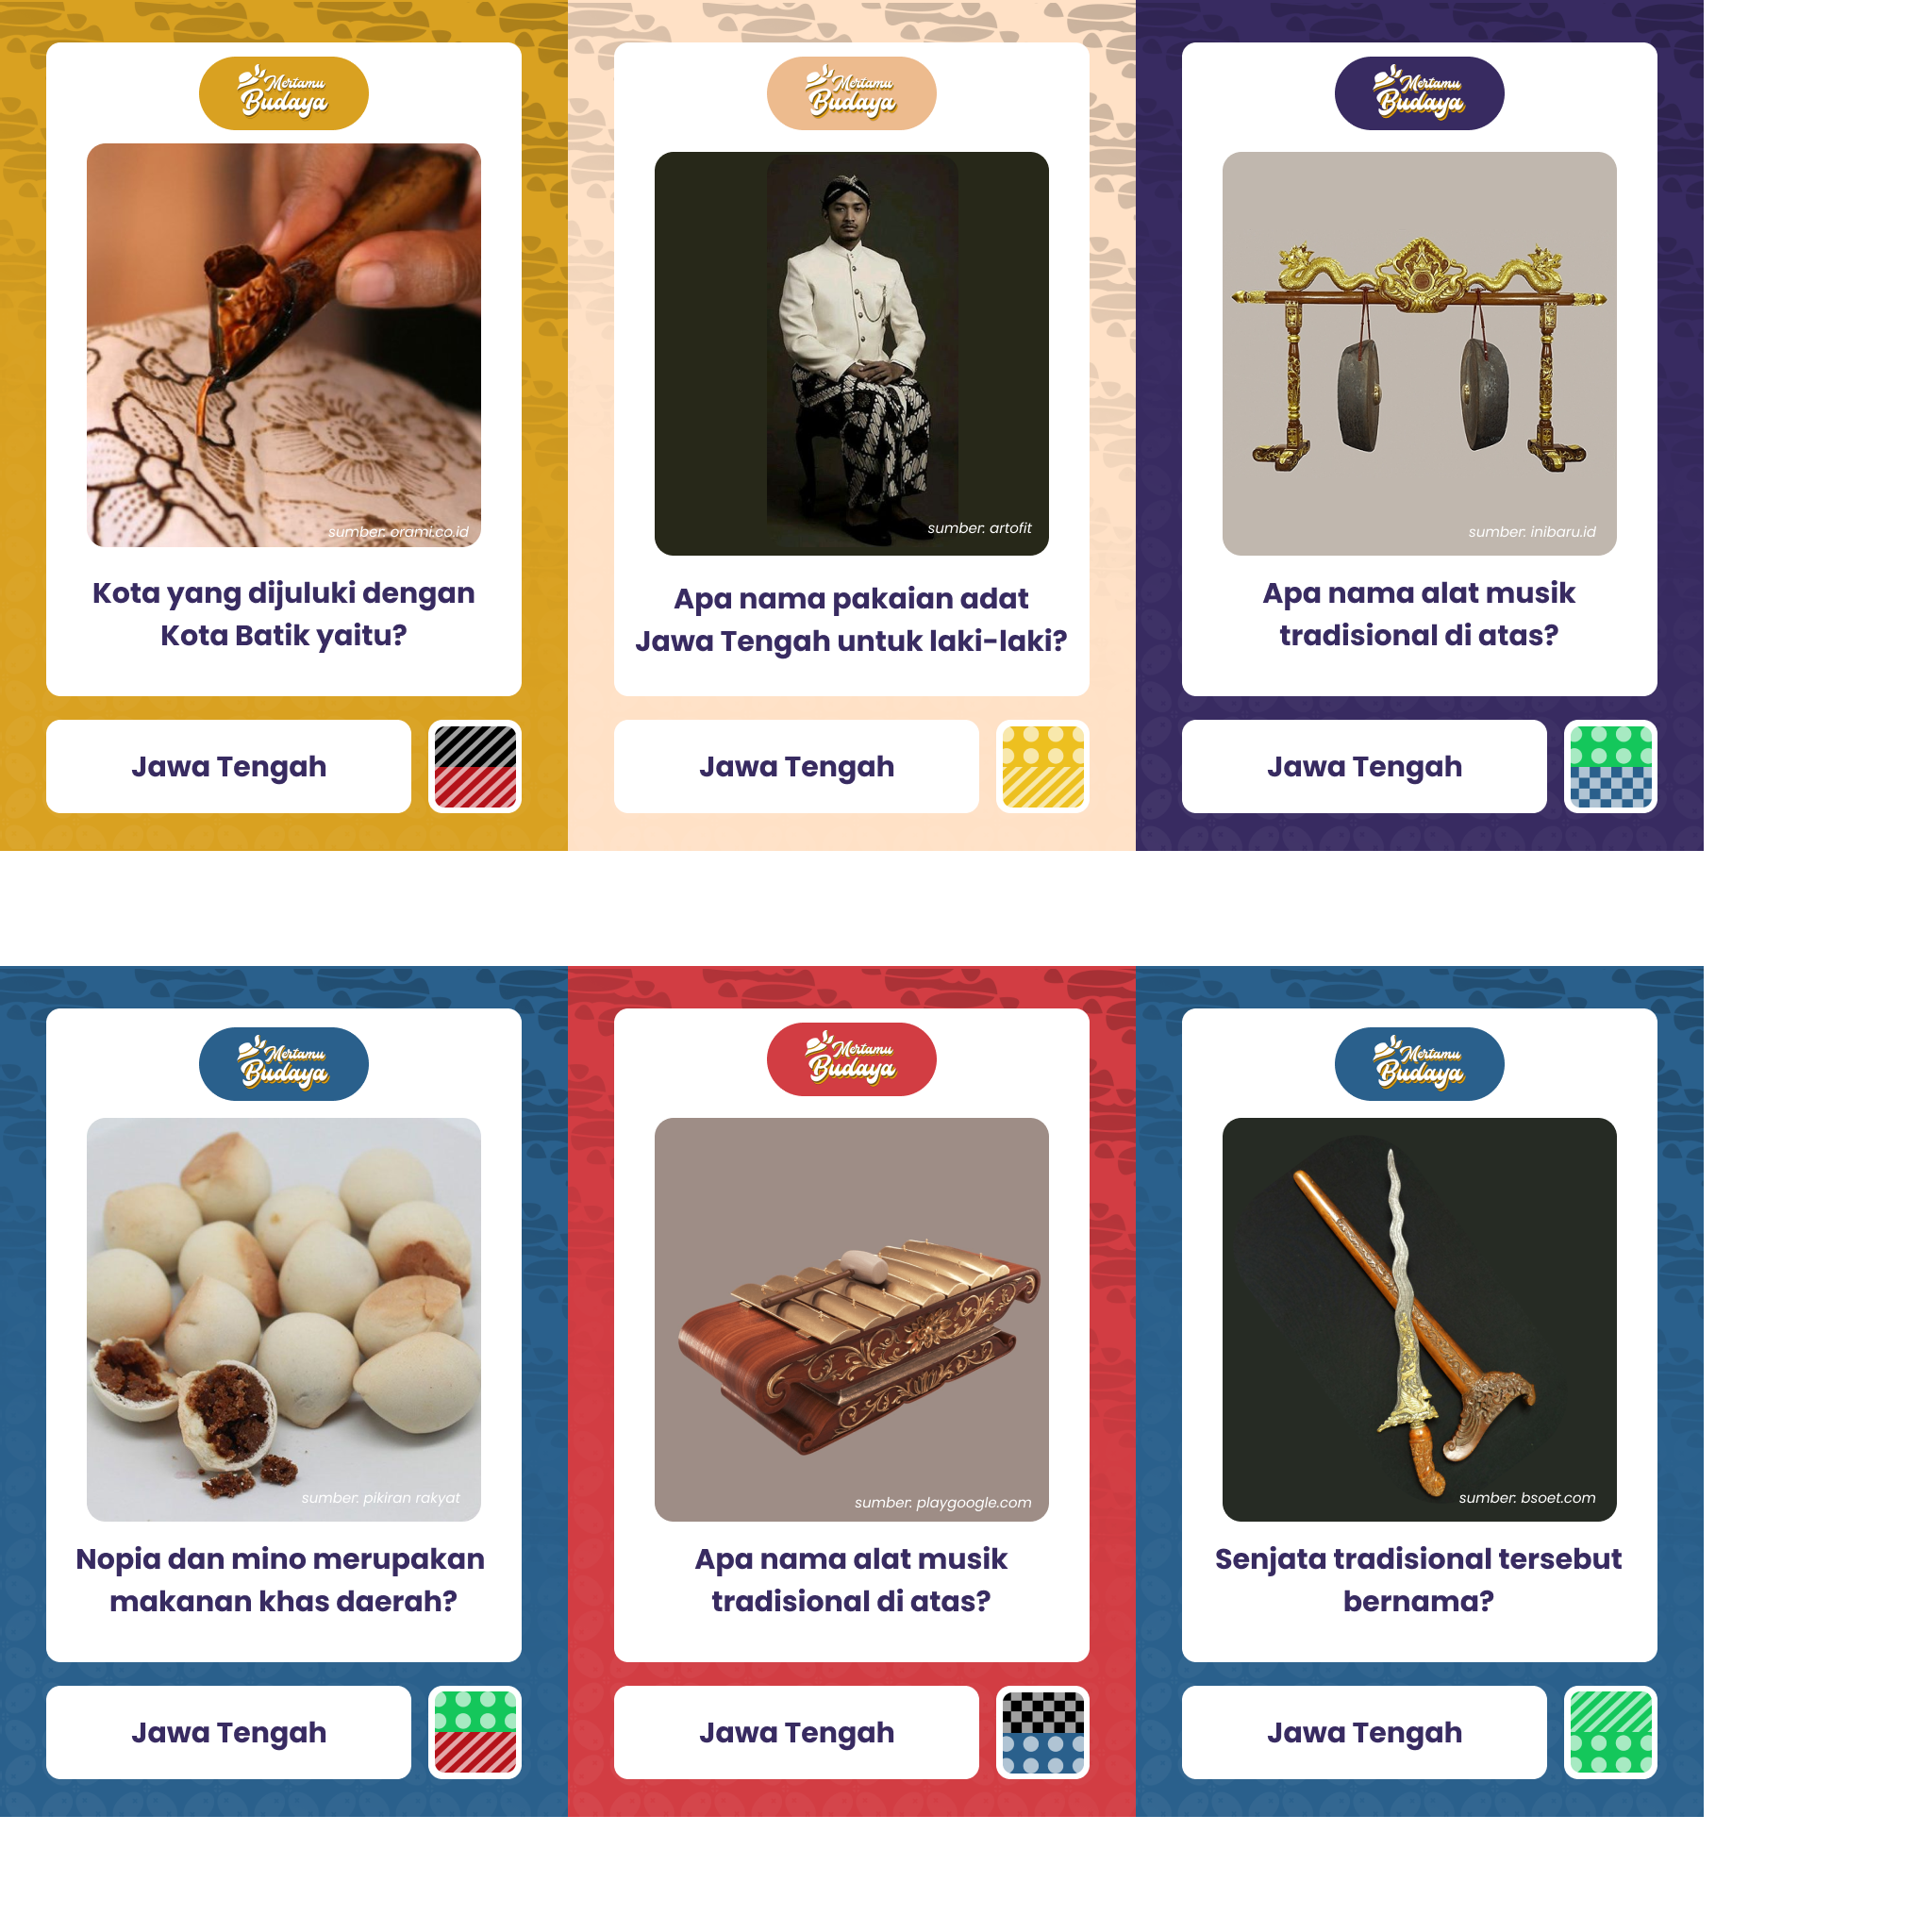 Mertamu
Budaya
sumber: orami.co.id
Kota yang dijuluki dengan
Kota Batik yaitu?
Jawa Tengah
Mertamu
Budaya
sumber: artofit
Apa nama pakaian adat
Jawa Tengah untuk laki-laki?
Jawa Tengah
Mertamu
Budaya
sumber: inibaru.id
Apa nama alat musik
tradisional di atas?
Jawa Tengah
Mertamu
Budaya
sumber: pikiran rakyat
Nopia dan mino merupakan
makanan khas daerah?
Jawa Tengah
Mertamu
Budaya
sumber: playgoogle.com
Apa nama alat musik
tradisional di atas?
Jawa Tengah
Mertamu
Budaya
sumber: bsoet.com
Senjata tradisional tersebut
bernama?
Jawa Tengah